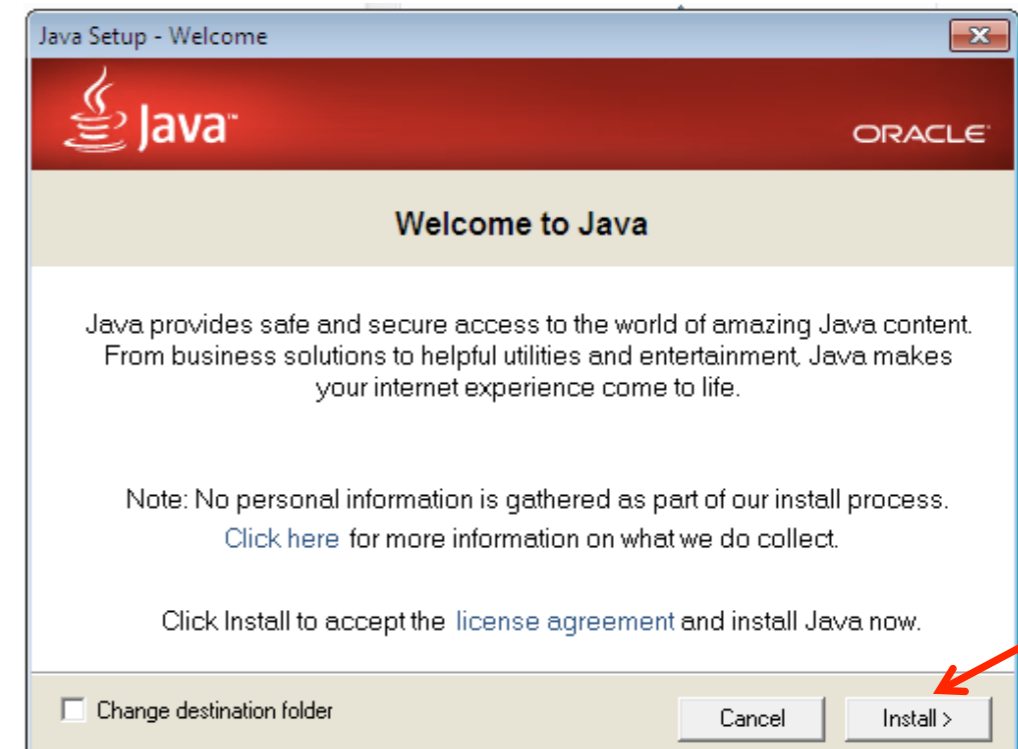 Java Setup - Welcome
Java™
ORACLE®
Welcome to Java
Java provides safe and secure access to the world of amazing Java content.
From business solutions to helpful utilities and entertainment, Java makes
your internet experience come to life.
Note: No personal information is gathered as part of our install process.
Click here for more information on what we do collect.
Click Install to accept the license agreement and install Java now.
Change destination folder
Cancel
Install >